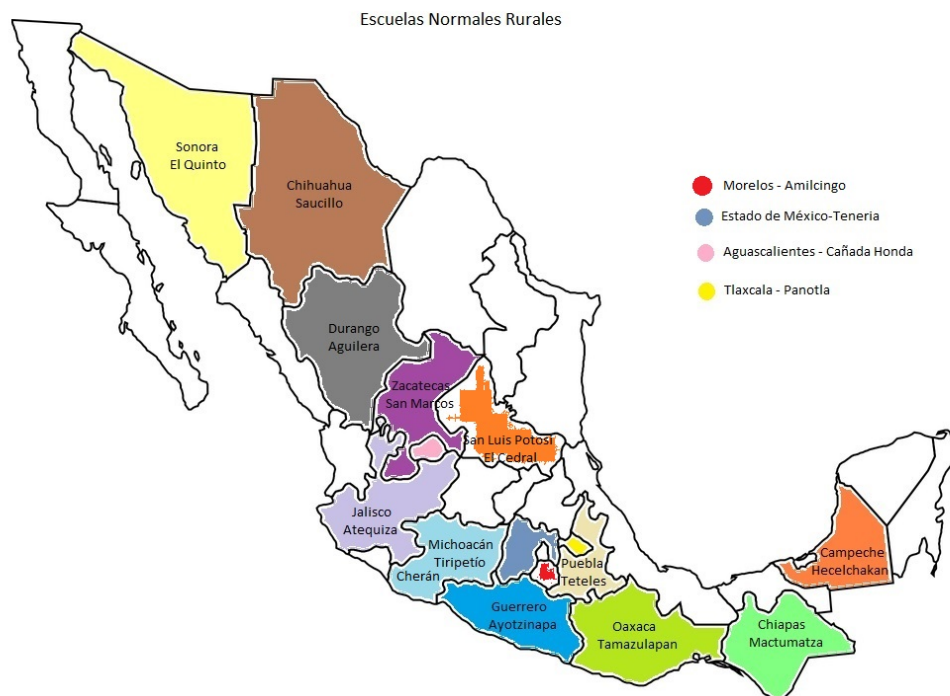 Escuelas Normales Rurales
Sonora
El Quinto
Chihuahua
Saucillo
Morelos - Amilcingo
Estado de México-Teneria
Aguascalientes - Cañada Honda
Tlaxcala - Panotla
Durango
Aguilera
Zacatecas
San Marcos
San Luis Potosí
El Cedral
Jalisco
Atequiza
Michoacán
Tiripetío
Cherán
Puebla
Teteles
Campeche
Hecelchakan
Guerrero
Ayotzinapa
Oaxaca
Tamazulapan
Chiapas
Mactumatza